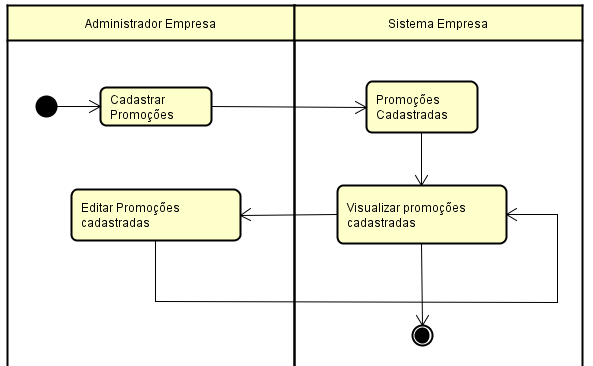 Administrador Empresa
Sistema Empresa
Cadastrar
Promoções
Promoções
Cadastradas
Editar Promoções
cadastradas
Visualizar promoções
cadastradas